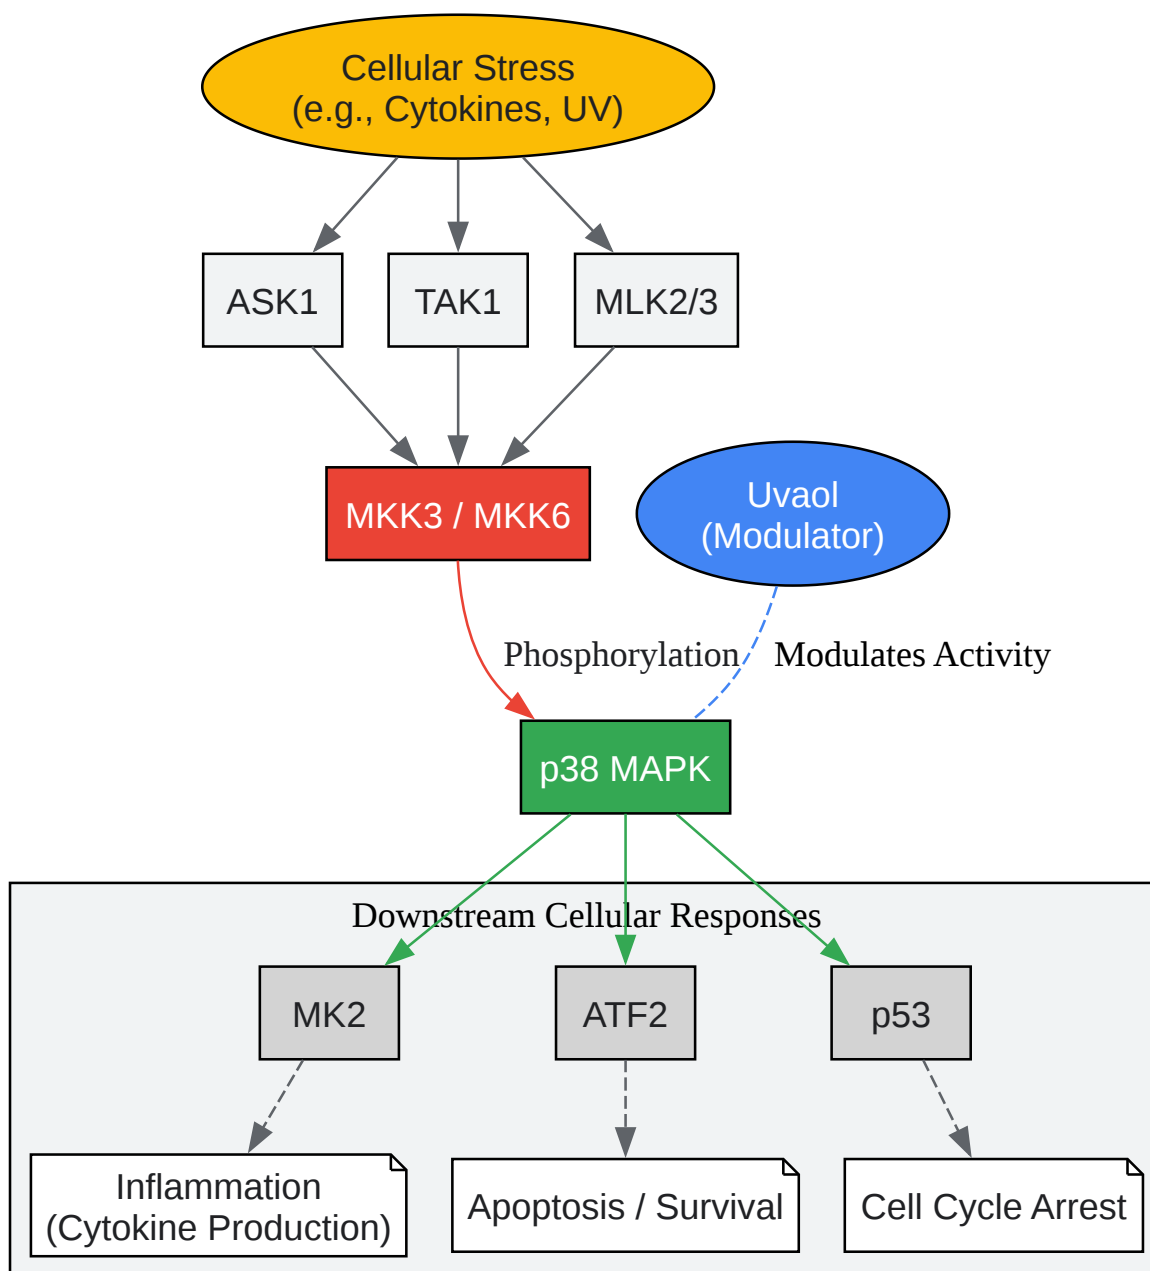 Cellular Stress
(e.g., Cytokines, UV)
ASK1
TAK1
MLK2/3
MKK3 / MKK6
Uvaol
(Modulator)
Phosphorylation
Modulates Activity
p38 MAPK
Downstream Cellular Responses
MK2
ATF2
p53
Inflammation
(Cytokine Production)
Apoptosis / Survival
Cell Cycle Arrest